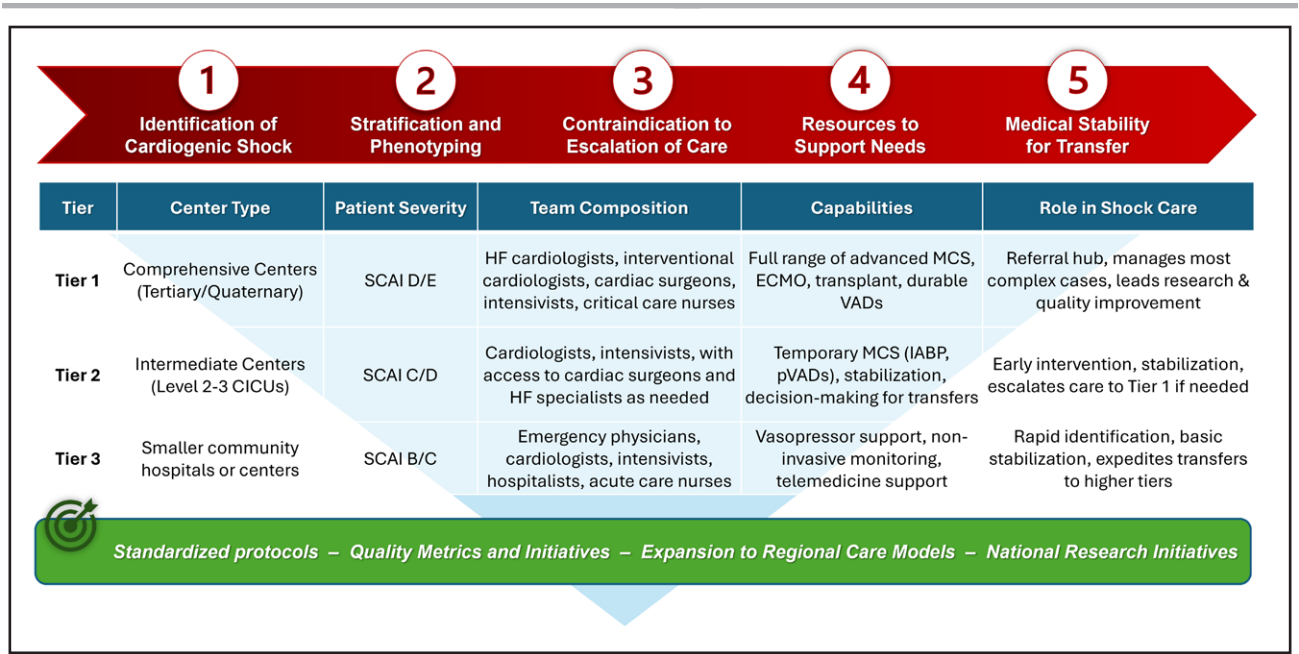 1
Identification of
Cardiogenic Shock
2
Stratification and
Phenotyping
3
Contraindication to
Escalation of Care
4
Resources to
Support Needs
5
Medical Stability
for Transfer
Tier
Center Type
Patient Severity
Team Composition
Capabilities
Role in Shock Care
Tier 1
Comprehensive Centers
(Tertiary/Quaternary)
SCAI D/E
HF cardiologists, interventional
cardiologists, cardiac surgeons,
intensivists, critical care nurses
Full range of advanced MCS,
ECMO, transplant, durable
VADs
Referral hub, manages most
complex cases, leads research &
quality improvement
Tier 2
Intermediate Centers
(Level 2-3 CICUs)
SCAI C/D
Cardiologists, intensivists, with
access to cardiac surgeons and
HF specialists as needed
Temporary MCS (IABP,
pVADs), stabilization,
decision-making for transfers
Early intervention, stabilization,
escalates care to Tier 1 if needed
Tier 3
Smaller community
hospitals or centers
SCAI B/C
Emergency physicians,
cardiologists, intensivists,
hospitalists, acute care nurses
Vasopressor support, non-
invasive monitoring,
telemedicine support
Rapid identification, basic
stabilization, expedites transfers
to higher tiers
Standardized protocols – Quality Metrics and Initiatives – Expansion to Regional Care Models – National Research Initiatives